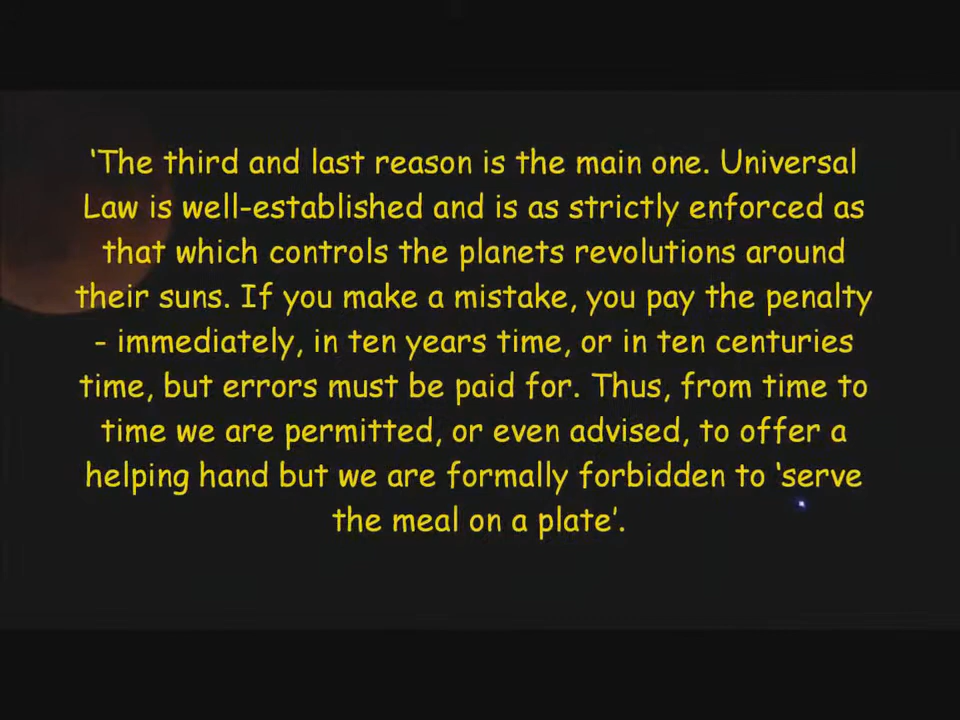 ‘The third and last reason is the main one. Universal
Law is well-established and is as strictly enforced as
that which controls the planets revolutions around
their suns. If you make a mistake, you pay the penalty
- immediately, in ten years time, or in ten centuries
time, but errors must be paid for. Thus, from time to
time we are permitted, or even advised, to offer a
helping hand but we are formally forbidden to ‘serve
the meal on a plate’.